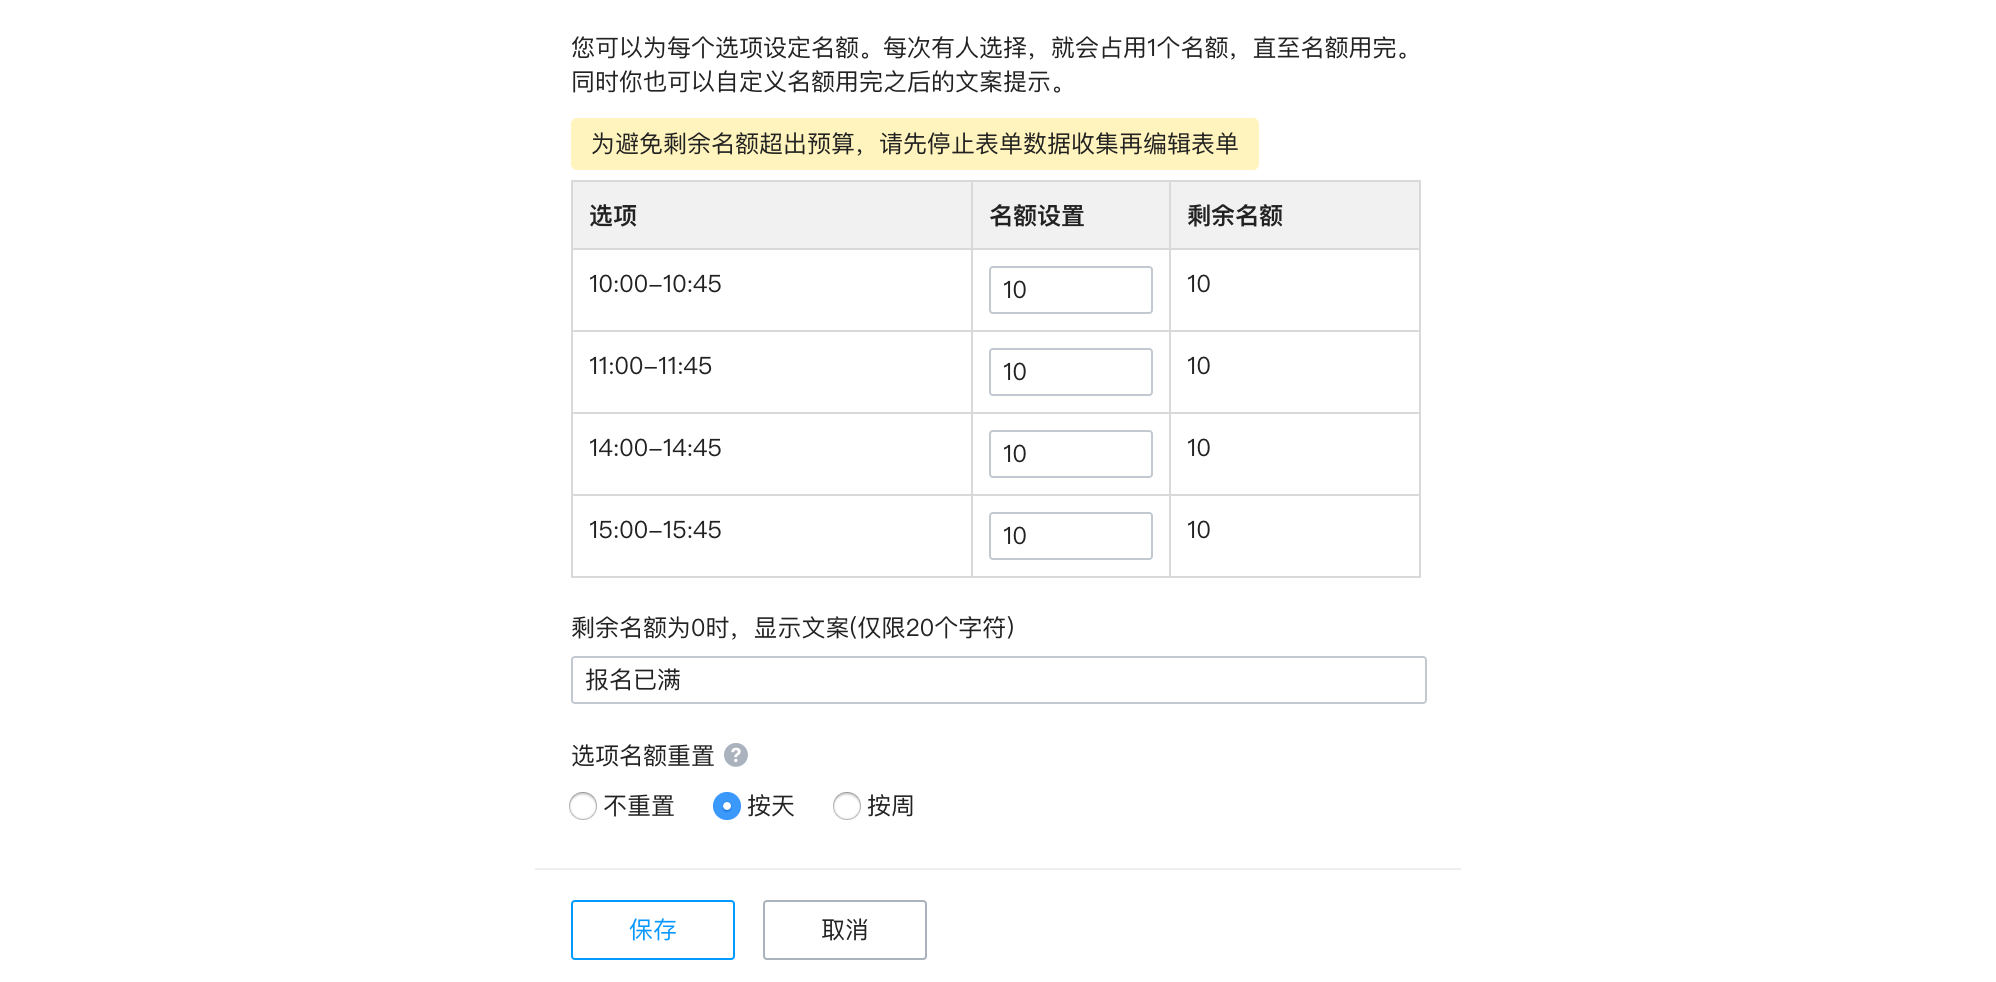 您可以为每个选项设定名额。每次有人选择，就会占用1个名额，直至名额用完。
同时你也可以自定义名额用完之后的文案提示。
为避免剩余名额超出预算，请先停止表单数据收集再编辑表单
选项 名额设置 剩余名额
10:00–10:45 10 10
11:00–11:45 10 10
14:00–14:45 10 10
15:00–15:45 10 10
剩余名额为0时，显示文案(仅限20个字符)
报名已满
选项名额重置 ?
不重置 按天 按周
保存 取消